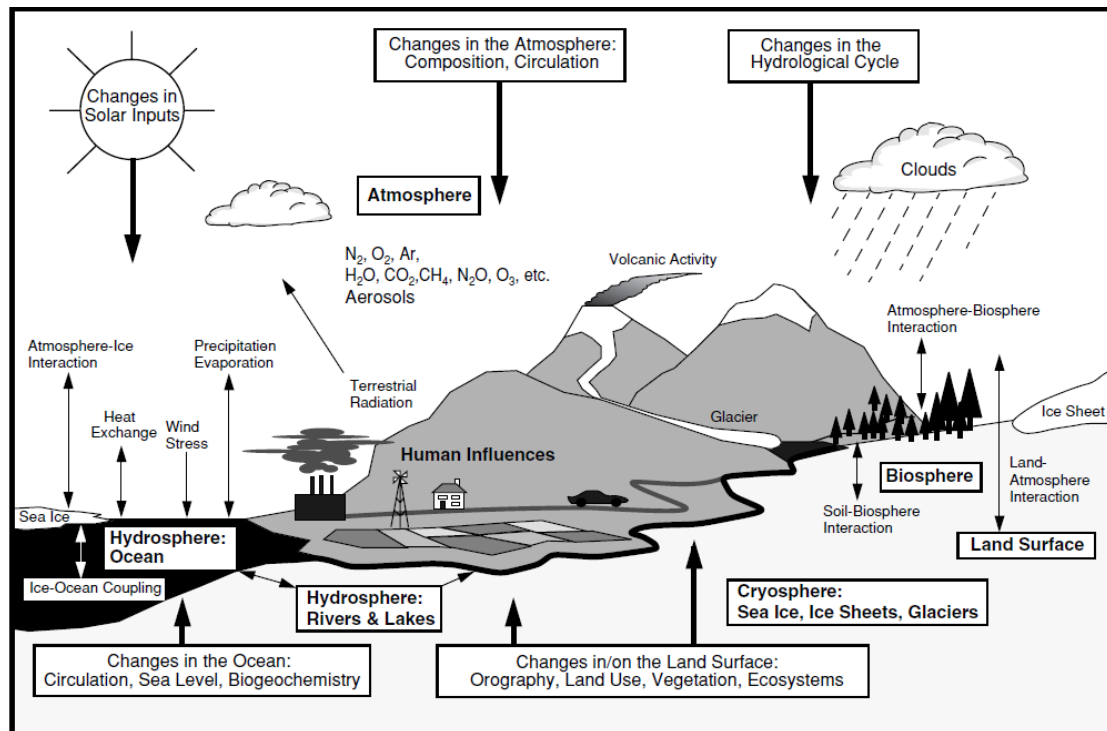 Changes in the Atmosphere:
Composition, Circulation
Changes in the
Hydrological Cycle
Changes in
Solar Inputs
Clouds
Atmosphere
N₂, O₂, Ar,
H₂O, CO₂,CH₄, N₂O, O₃, etc.
Aerosols
Volcanic Activity
Atmosphere-Biosphere
Interaction
Atmosphere-Ice
Interaction
Precipitation
Evaporation
Terrestrial
Radiation
Heat
Exchange
Wind
Stress
Glacier
Ice Sheet
Human Influences
Biosphere
Land-
Atmosphere
Interaction
Soil-Biosphere
Interaction
Sea Ice
Hydrosphere:
Ocean
Land Surface
Ice-Ocean Coupling
Hydrosphere:
Rivers & Lakes
Cryosphere:
Sea Ice, Ice Sheets, Glaciers
Changes in the Ocean:
Circulation, Sea Level, Biogeochemistry
Changes in/on the Land Surface:
Orography, Land Use, Vegetation, Ecosystems